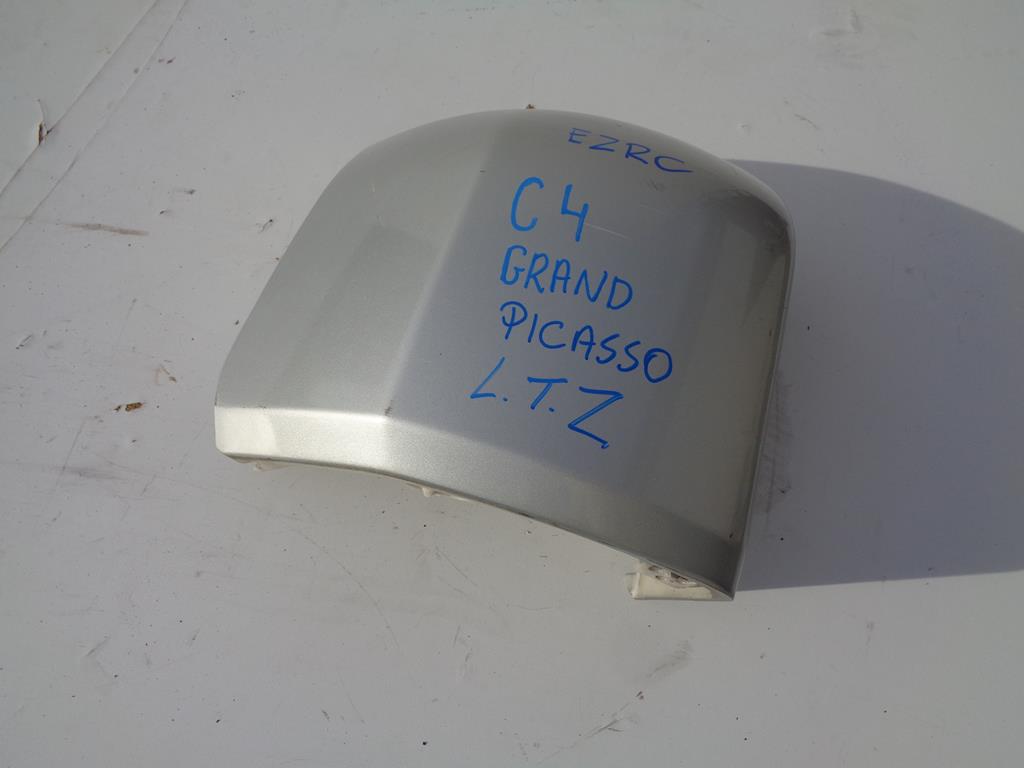 EZRC
C4
GRAND
PICASSO
L.T.Z